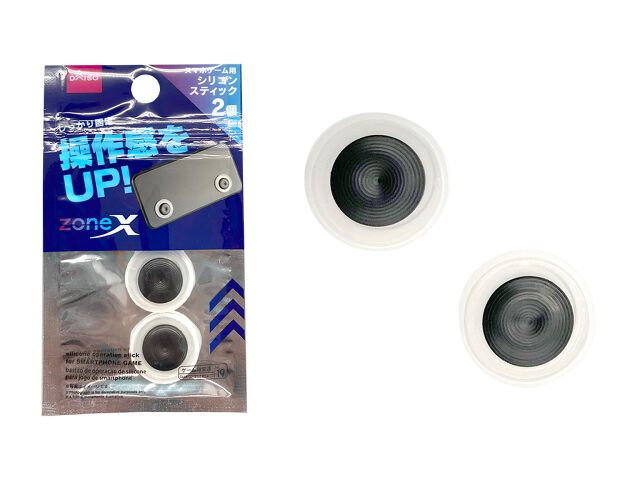 DAISO
スマホゲーム用
シリコン
スティック
2個
しっかり固定
操作感を
UP!
zoneX
silicone operation stick
for SMARTPHONE GAME
bastão de operação de silicone
para jogo de smartphone